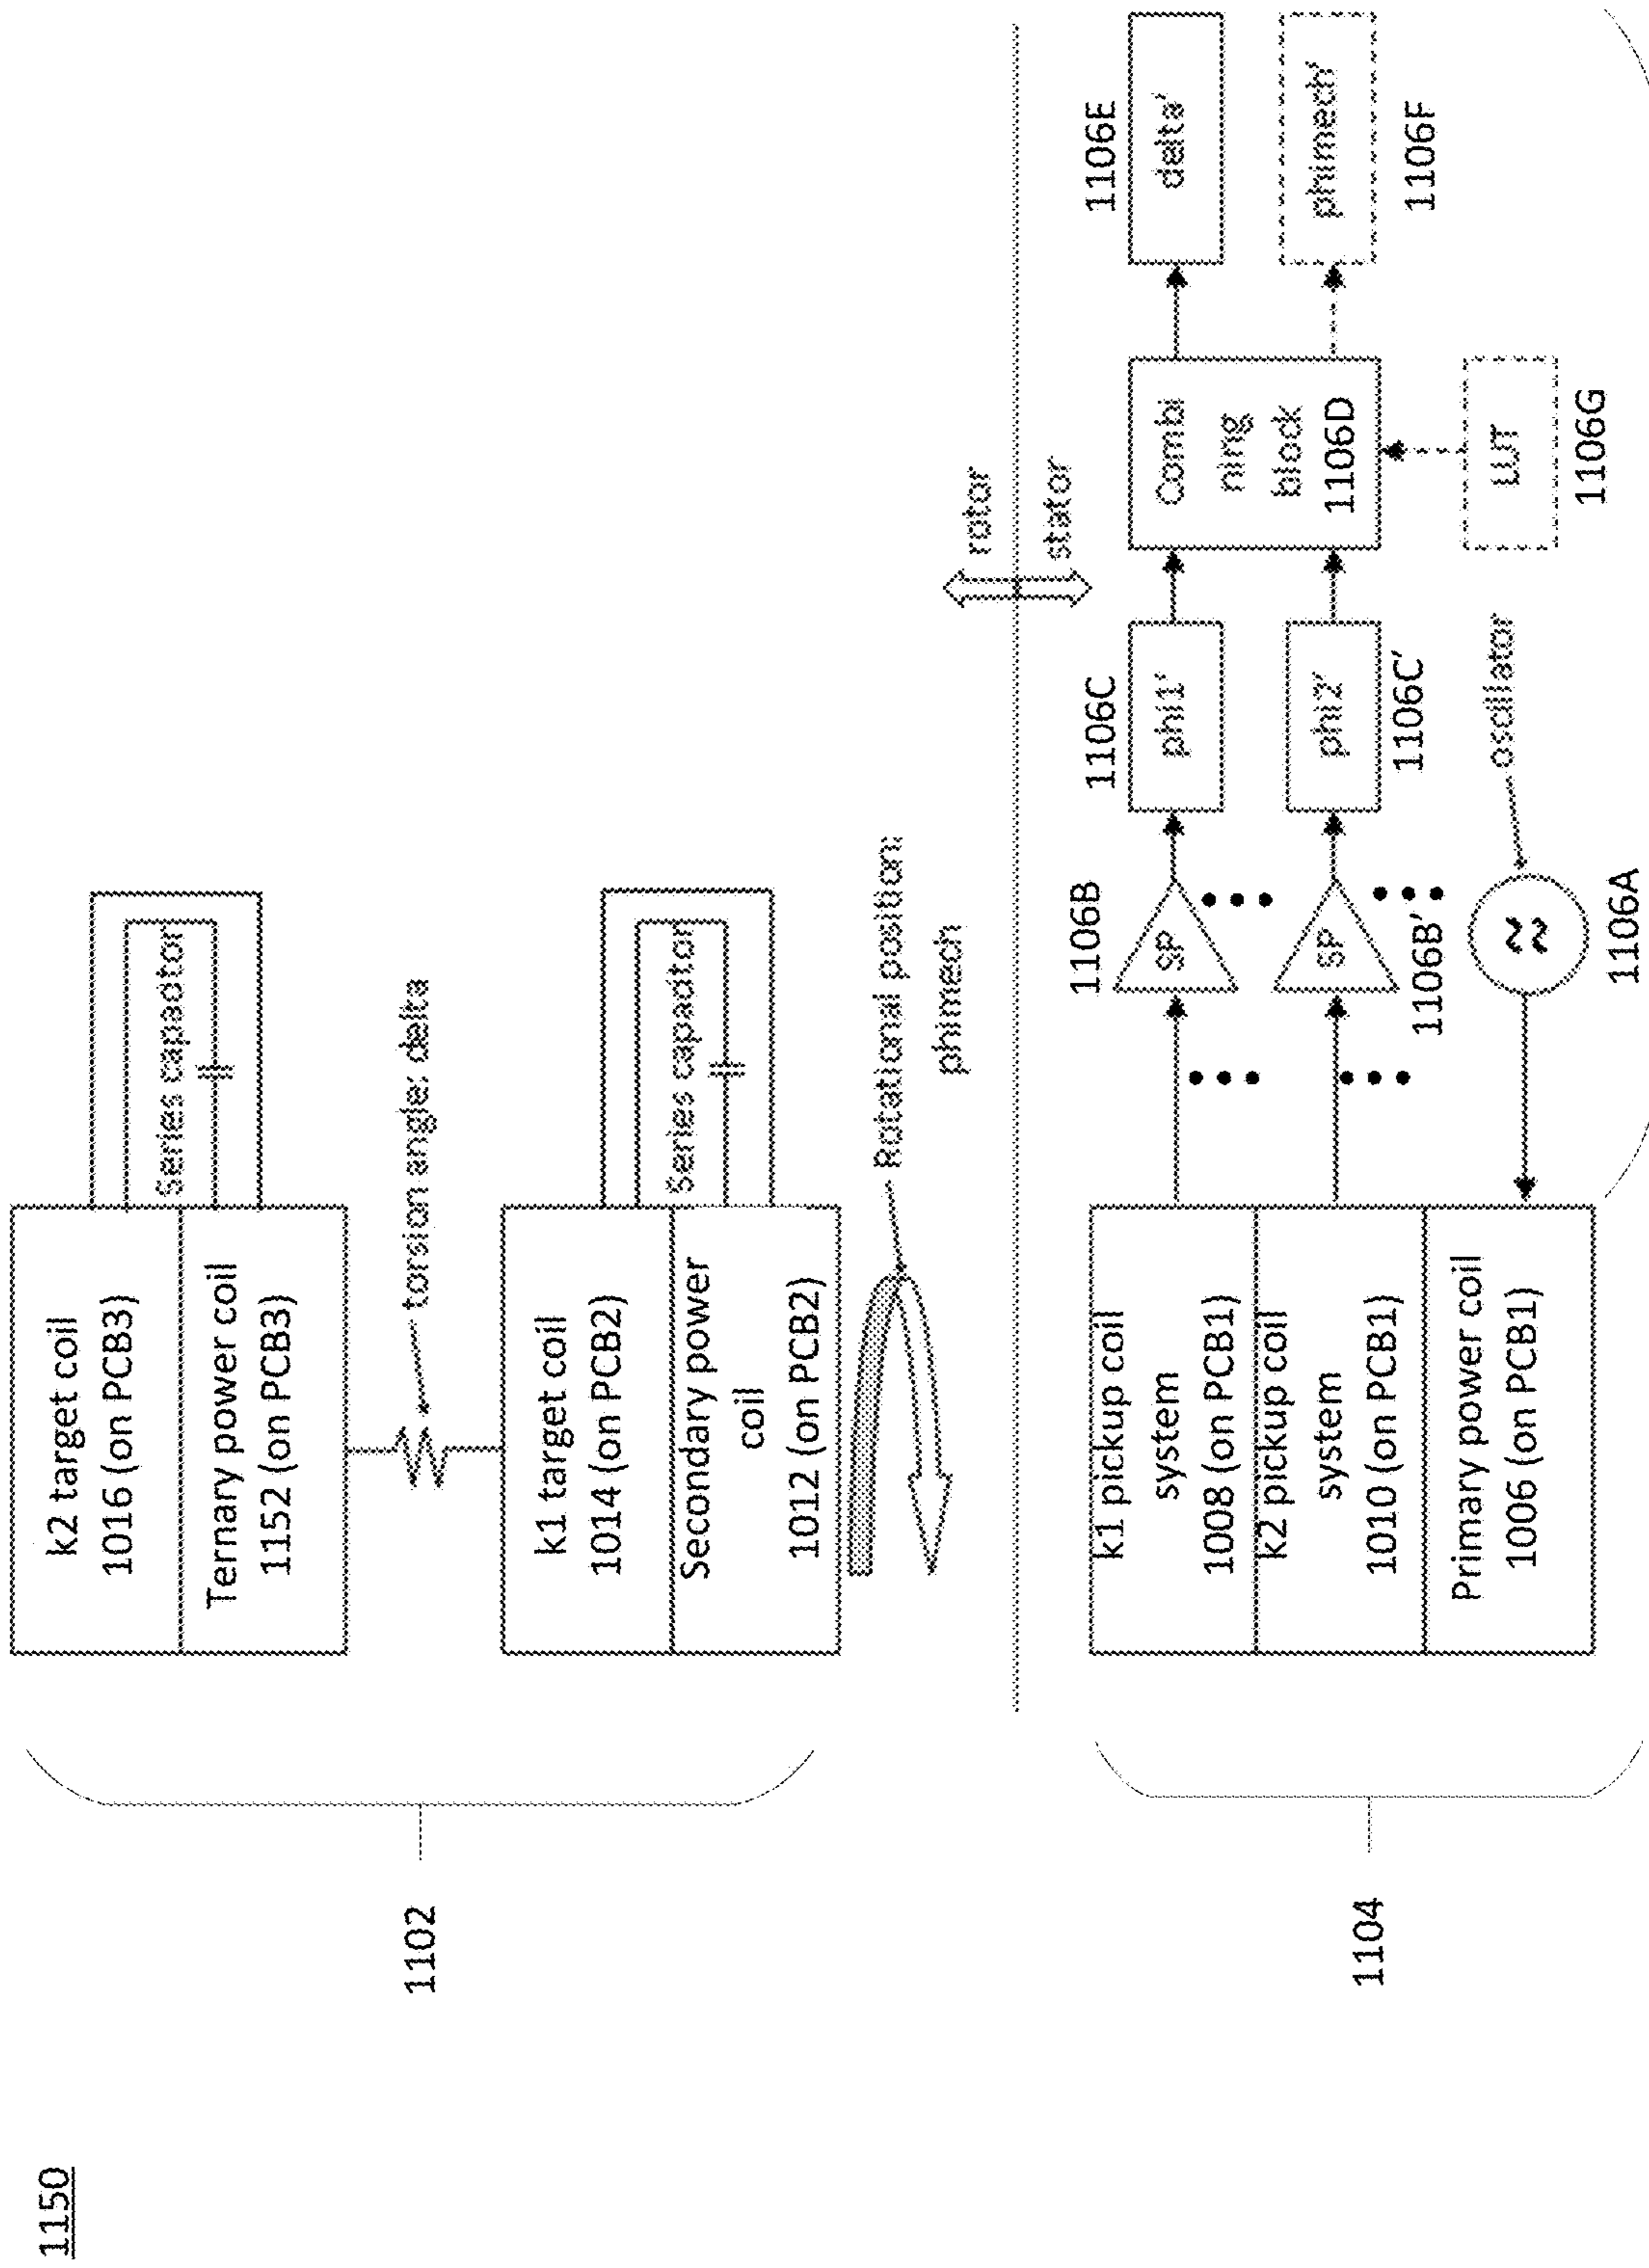 1150
k2 target coil
1016 (on PCB3)
Ternary power coil
1152 (on PCB3)
Series capacitor
torsion angle: delta
k1 target coil
1014 (on PCB2)
Secondary power
coil
1012 (on PCB2)
Series capacitor
Rotational position:
phimech
1102
rotor
stator
k1 pickup coil
system
1008 (on PCB1)
k2 pickup coil
system
1010 (on PCB1)
Primary power coil
1006 (on PCB1)
1104
1106B
SP
SP
1106B'
1106A
oscillator
1106C
phi1'
phi2'
1106C'
Combi
ning
block
1106D
LUT
1106G
1106E
delta'
phimech'
1106F